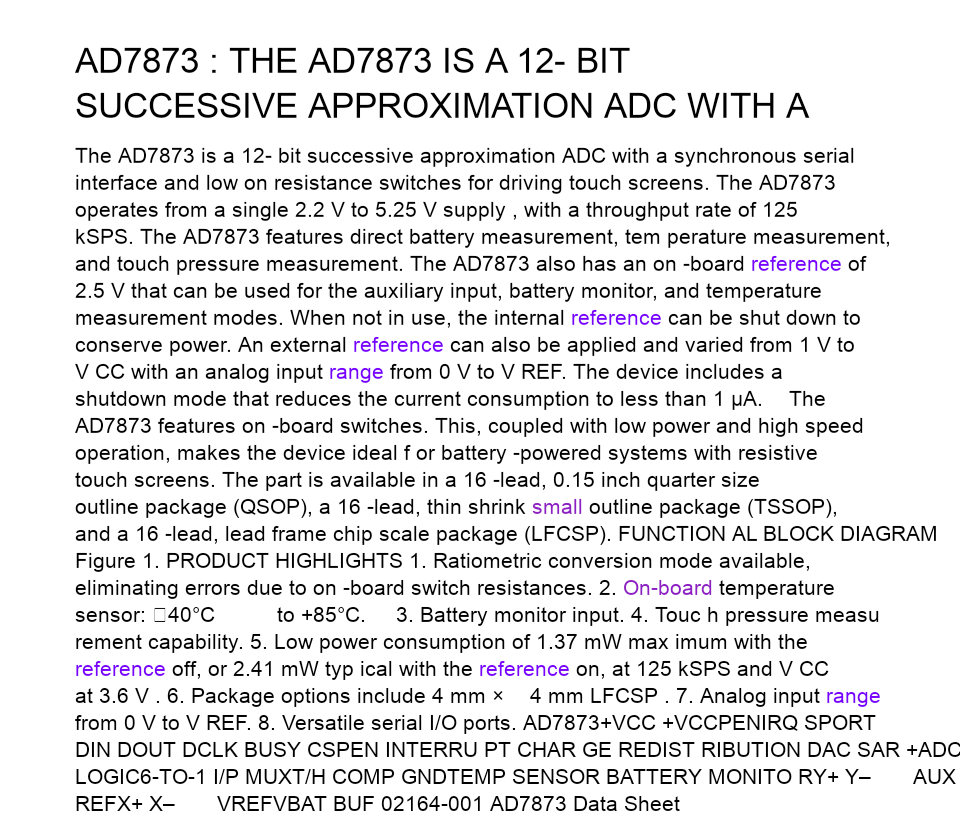 AD7873 : THE AD7873 IS A 12- BIT
SUCCESSIVE APPROXIMATION ADC WITH A
The AD7873 is a 12- bit successive approximation ADC with a synchronous serial
interface and low on resistance switches for driving touch screens. The AD7873
operates from a single 2.2 V to 5.25 V supply , with a throughput rate of 125
kSPS. The AD7873 features direct battery measurement, tem perature measurement,
and touch pressure measurement. The AD7873 also has an on -board reference of
2.5 V that can be used for the auxiliary input, battery monitor, and temperature
measurement modes. When not in use, the internal reference can be shut down to
conserve power. An external reference can also be applied and varied from 1 V to
V CC with an analog input range from 0 V to V REF. The device includes a
shutdown mode that reduces the current consumption to less than 1 µA. The
AD7873 features on -board switches. This, coupled with low power and high speed
operation, makes the device ideal f or battery -powered systems with resistive
touch screens. The part is available in a 16 -lead, 0.15 inch quarter size
outline package (QSOP), a 16 -lead, thin shrink small outline package (TSSOP),
and a 16 -lead, lead frame chip scale package (LFCSP). FUNCTION AL BLOCK DIAGRAM
Figure 1. PRODUCT HIGHLIGHTS 1. Ratiometric conversion mode available,
eliminating errors due to on -board switch resistances. 2. On-board temperature
sensor: 40°C to +85°C. 3. Battery monitor input. 4. Touc h pressure measu
rement capability. 5. Low power consumption of 1.37 mW max imum with the
reference off, or 2.41 mW typ ical with the reference on, at 125 kSPS and V CC
at 3.6 V . 6. Package options include 4 mm × 4 mm LFCSP . 7. Analog input range
from 0 V to V REF. 8. Versatile serial I/O ports. AD7873+VCC +VCCPENIRQ SPORT
DIN DOUT DCLK BUSY CSPEN INTERRU PT CHAR GE REDIST RIBUTION DAC SAR +ADC
LOGIC6-TO-1 I/P MUXT/H COMP GNDTEMP SENSOR BATTERY MONITO RY+ Y– AUX
REFX+ X– VREFVBAT BUF 02164-001 AD7873 Data Sheet